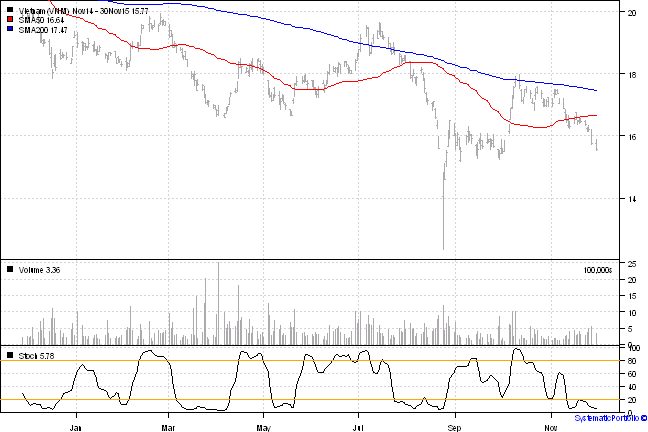 Vietnam (VNM) Nov14 - 30Nov15 15.77
SMA50 16.64
SMA200 17.47
20
18
16
14
Volume 3.36
100,000s
25
20
15
10
5
0
Stoch 5.78
100
80
60
40
20
0
Jan Mar May Jul Sep Nov
SystematicPortfolio ©